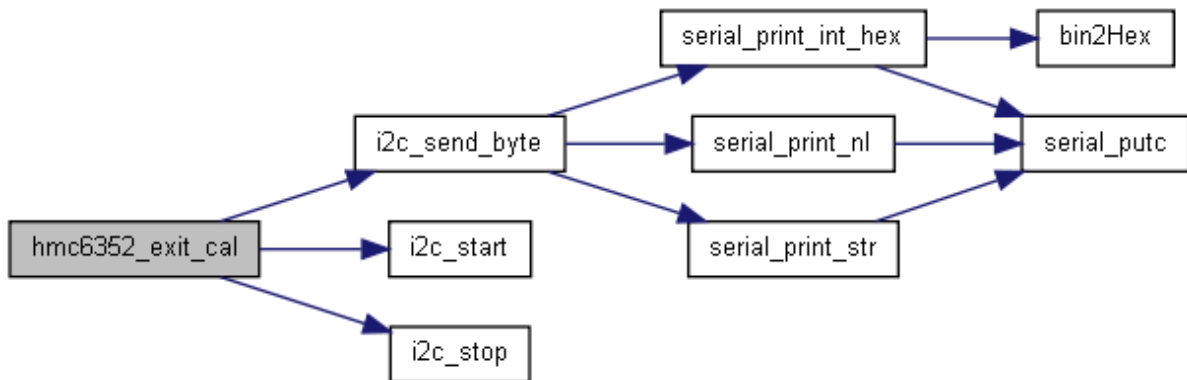 serial_print_int_hex
bin2Hex
i2c_send_byte
serial_print_nl
serial_putc
hmc6352_exit_cal
i2c_start
serial_print_str
i2c_stop